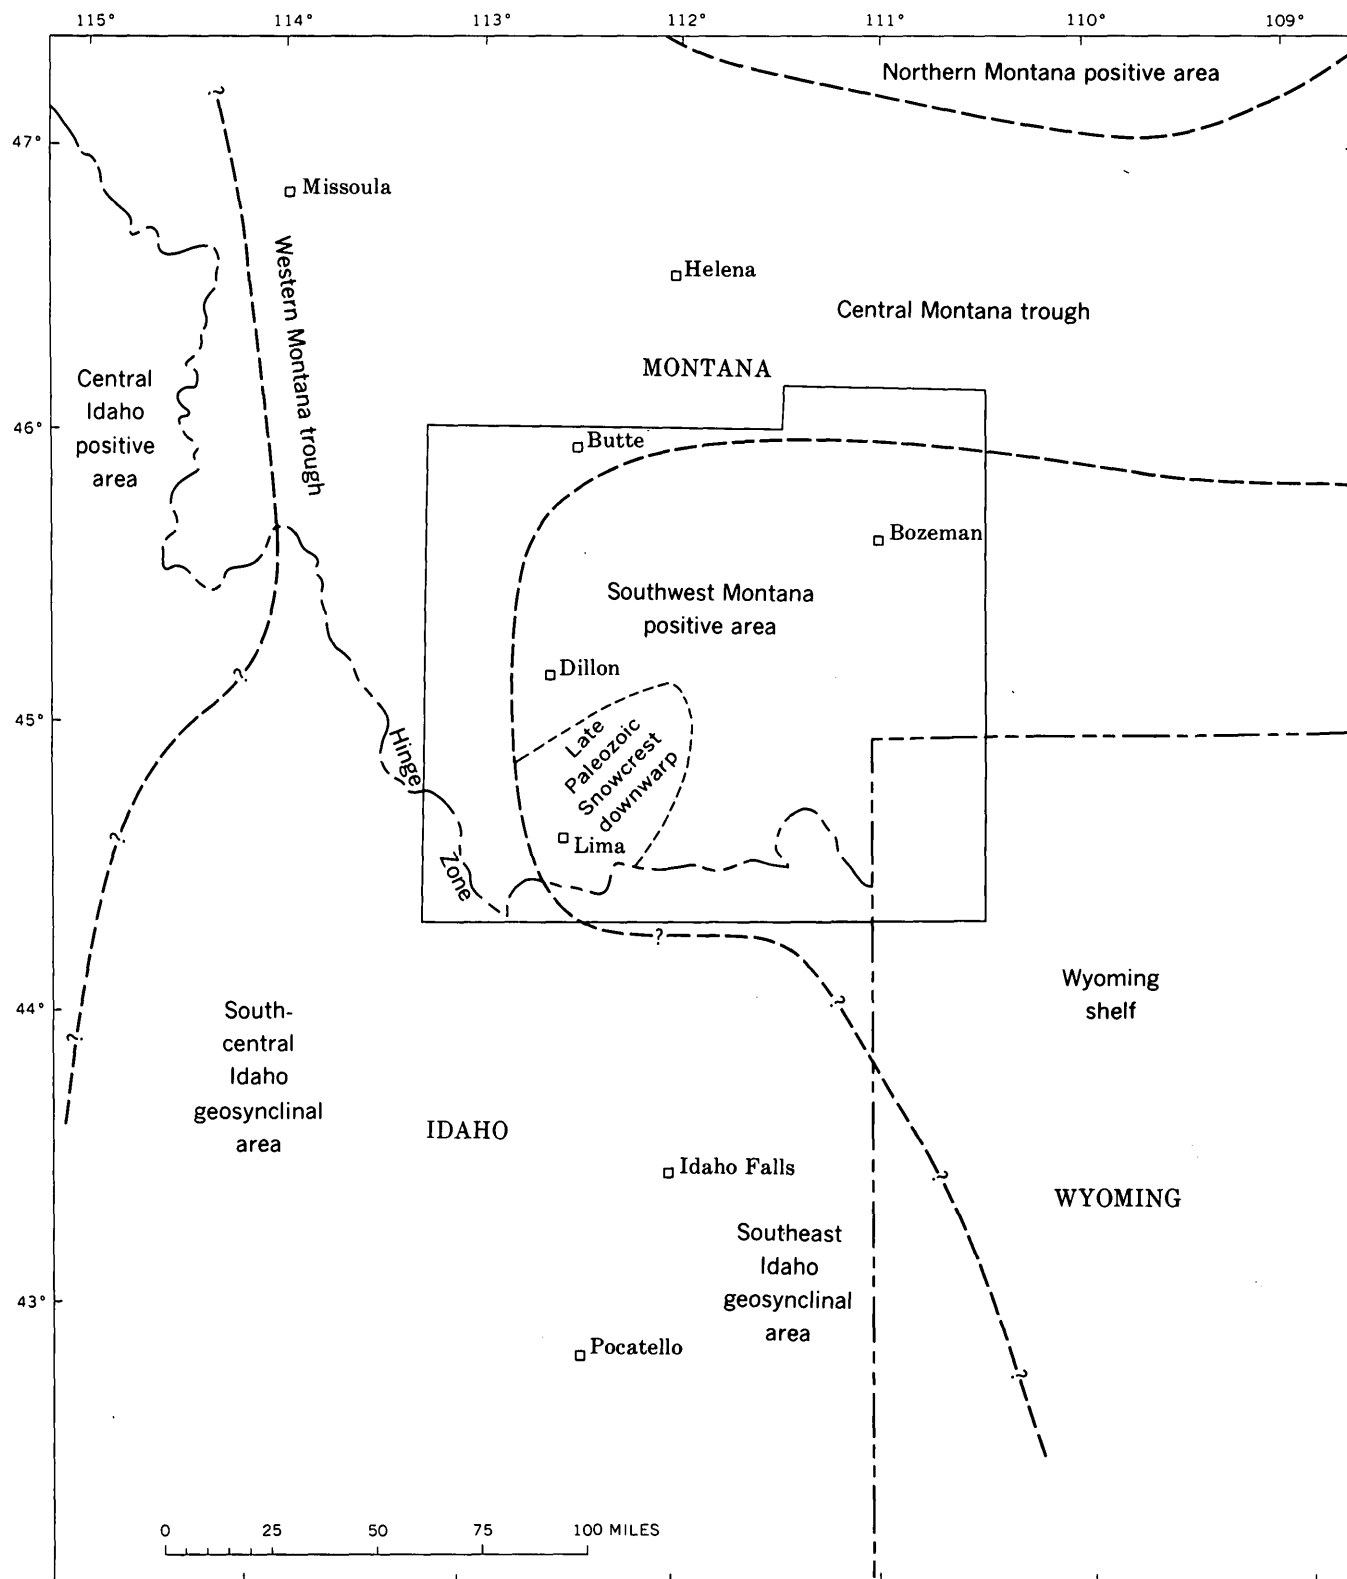 115° 114° 113° 112° 111° 110° 109°
Northern Montana positive area
47°
?
Missoula
Western Montana trough
Helena
Central Montana trough
MONTANA
Central
Idaho
positive
area
46°
Butte
Bozeman
Southwest Montana
positive area
Dillon
?
45°
Late
Paleozoic
Snowcrest
downwarp
Hinge
Zone
?
Lima
?
Wyoming
shelf
44°
?
?
South-
central
Idaho
geosynclinal
area
IDAHO
Idaho Falls
?
WYOMING
Southeast
Idaho
geosynclinal
area
43°
Pocatello
?
0 25 50 75 100 MILES